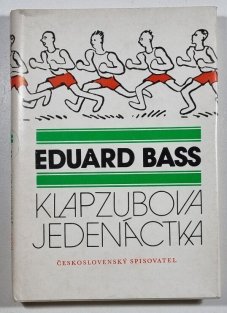 EDUARD BASS
KLAPZUBOVA
JEDENÁCTKA
ČESKOSLOVENSKÝ SPISOVATEL